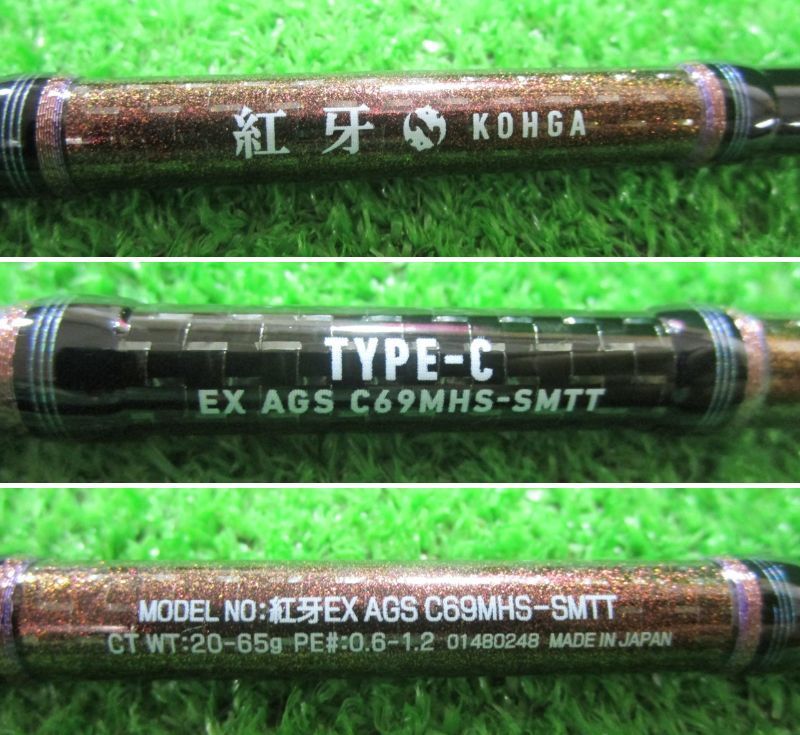 紅牙 KOHGA
TYPE-C
EX AGS C69MHS-SMTT
MODEL NO:紅牙EX AGS C69MHS-SMTT
CT WT:20-65g PE#:0.6-1.2 01480248 MADE IN JAPAN